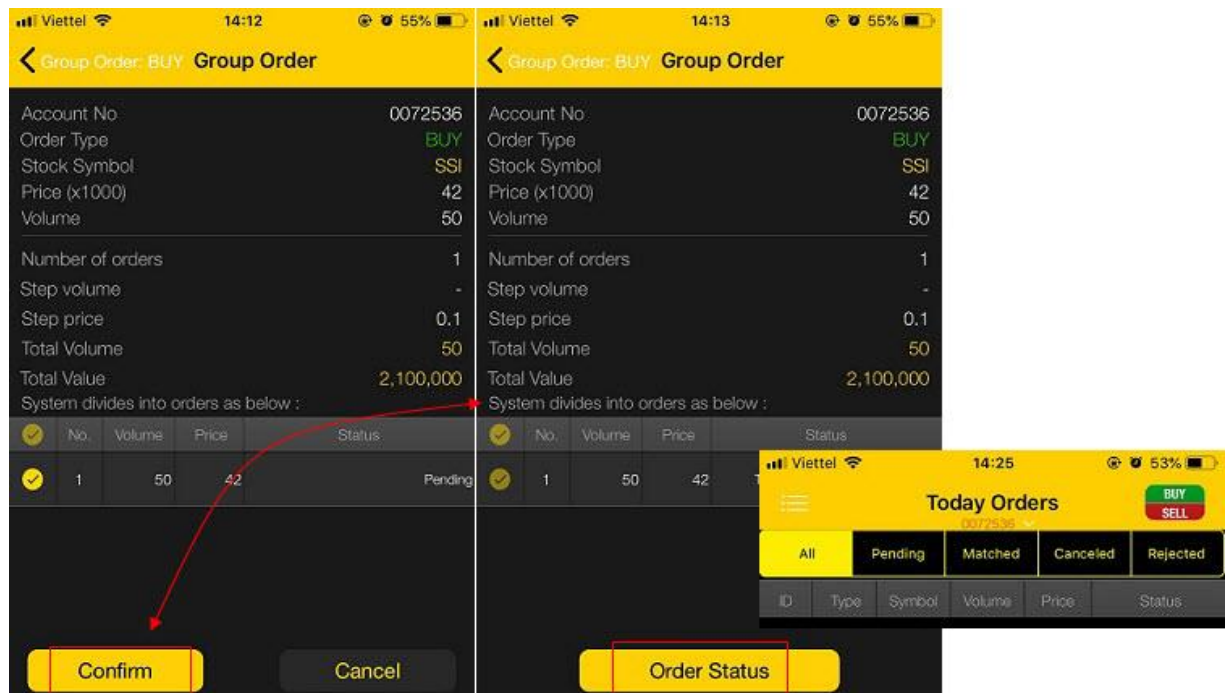 Viettel 14:12 55%
Group Order: BUY Group Order
Account No 0072536
Order Type BUY
Stock Symbol SSI
Price (x1000) 42
Volume 50
Number of orders 1
Step volume -
Step price 0.1
Total Volume 50
Total Value 2,100,000
System divides into orders as below :
No. Volume Price Status
1 50 42 Pending
Confirm Cancel
Viettel 14:13 55%
Group Order: BUY Group Order
Account No 0072536
Order Type BUY
Stock Symbol SSI
Price (x1000) 42
Volume 50
Number of orders 1
Step volume -
Step price 0.1
Total Volume 50
Total Value 2,100,000
System divides into orders as below :
No. Volume Price Status
1 50 42
Order Status
Viettel 14:25 53%
Today Orders BUY
0072536 SELL
All Pending Matched Canceled Rejected
ID Type Symbol Volume Price Status